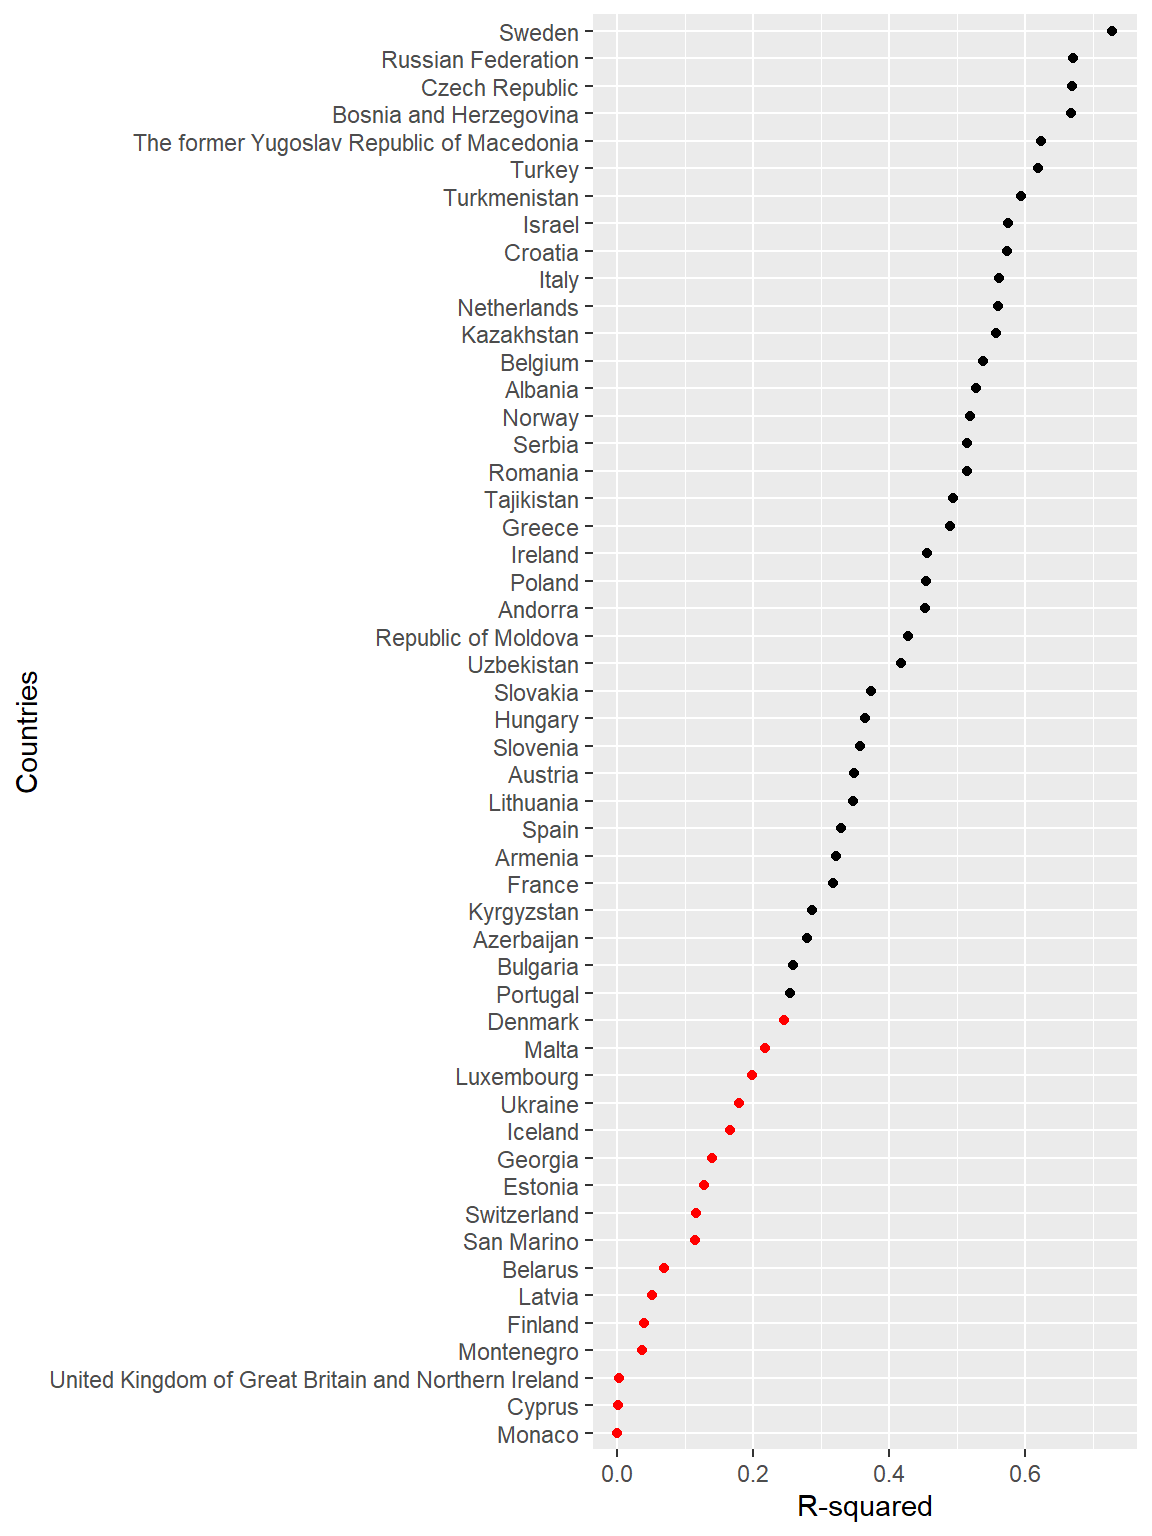 Sweden
Russian Federation
Czech Republic
Bosnia and Herzegovina
The former Yugoslav Republic of Macedonia
Turkey
Turkmenistan
Israel
Croatia
Italy
Netherlands
Kazakhstan
Belgium
Albania
Norway
Serbia
Romania
Tajikistan
Greece
Ireland
Poland
Andorra
Republic of Moldova
Uzbekistan
Slovakia
Hungary
Slovenia
Austria
Lithuania
Spain
Armenia
France
Kyrgyzstan
Azerbaijan
Bulgaria
Portugal
Denmark
Malta
Luxembourg
Ukraine
Iceland
Georgia
Estonia
Switzerland
San Marino
Belarus
Latvia
Finland
Montenegro
United Kingdom of Great Britain and Northern Ireland
Cyprus
Monaco
Countries
0.0 0.2 0.4 0.6
R-squared